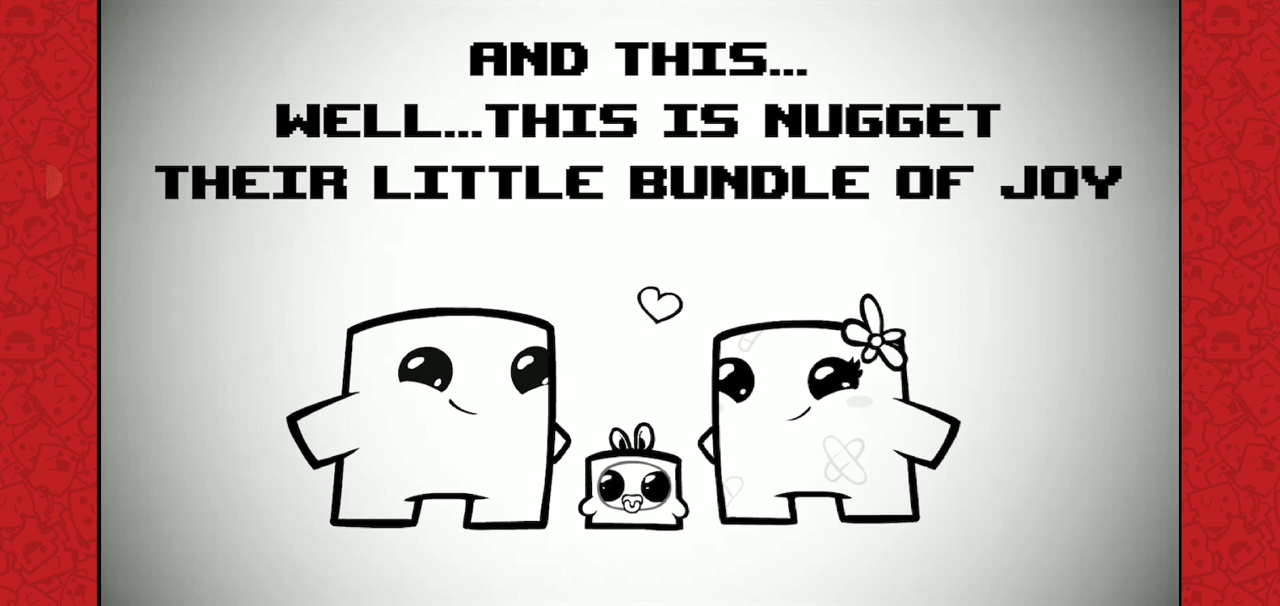 AND THIS...
WELL...THIS IS NUGGET
THEIR LITTLE BUNDLE OF JOY